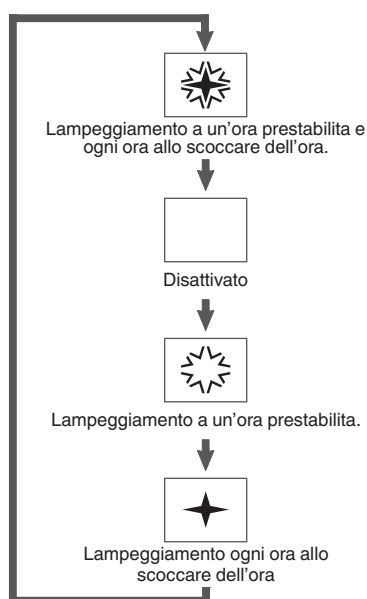 Lampeggiamento a un'ora prestabilita e
ogni ora allo scoccare dell'ora.
Disattivato
Lampeggiamento a un'ora prestabilita.
Lampeggiamento ogni ora allo
scoccare dell'ora